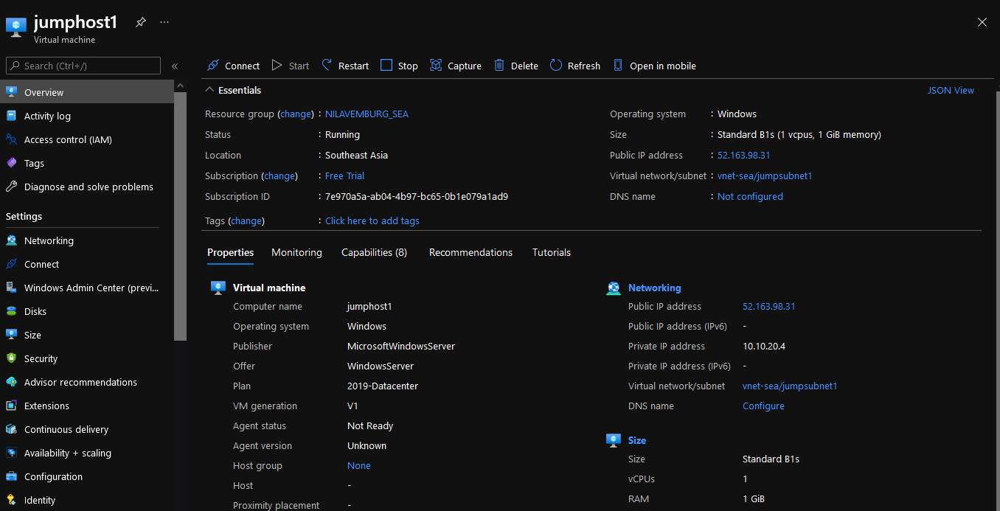 jumphost1
Virtual machine
Search (Ctrl+/)
Overview
Activity log
Access control (IAM)
Tags
Diagnose and solve problems
Settings
Networking
Connect
Windows Admin Center (previ...
Disks
Size
Security
Advisor recommendations
Extensions
Continuous delivery
Availability + scaling
Configuration
Identity
Connect Start Restart Stop Capture Delete Refresh Open in mobile
Essentials
JSON View
Resource group (change) : NILAVEMBURG_SEA
Status : Running
Location : Southeast Asia
Subscription (change) : Free Trial
Subscription ID : 7e970a5a-ab04-4b97-bc65-0b1e079a1ad9
Tags (change) : Click here to add tags
Operating system : Windows
Size : Standard B1s (1 vcpus, 1 GiB memory)
Public IP address : 52.163.98.31
Virtual network/subnet : vnet-sea/jumpsubnet1
DNS name : Not configured
Properties Monitoring Capabilities (8) Recommendations Tutorials
Virtual machine
Computer name jumphost1
Operating system Windows
Publisher MicrosoftWindowsServer
Offer WindowsServer
Plan 2019-Datacenter
VM generation V1
Agent status Not Ready
Agent version Unknown
Host group None
Host -
Proximity placement -
Networking
Public IP address 52.163.98.31
Public IP address (IPv6) -
Private IP address 10.10.20.4
Private IP address (IPv6) -
Virtual network/subnet vnet-sea/jumpsubnet1
DNS name Configure
Size
Size Standard B1s
vCPUs 1
RAM 1 GiB